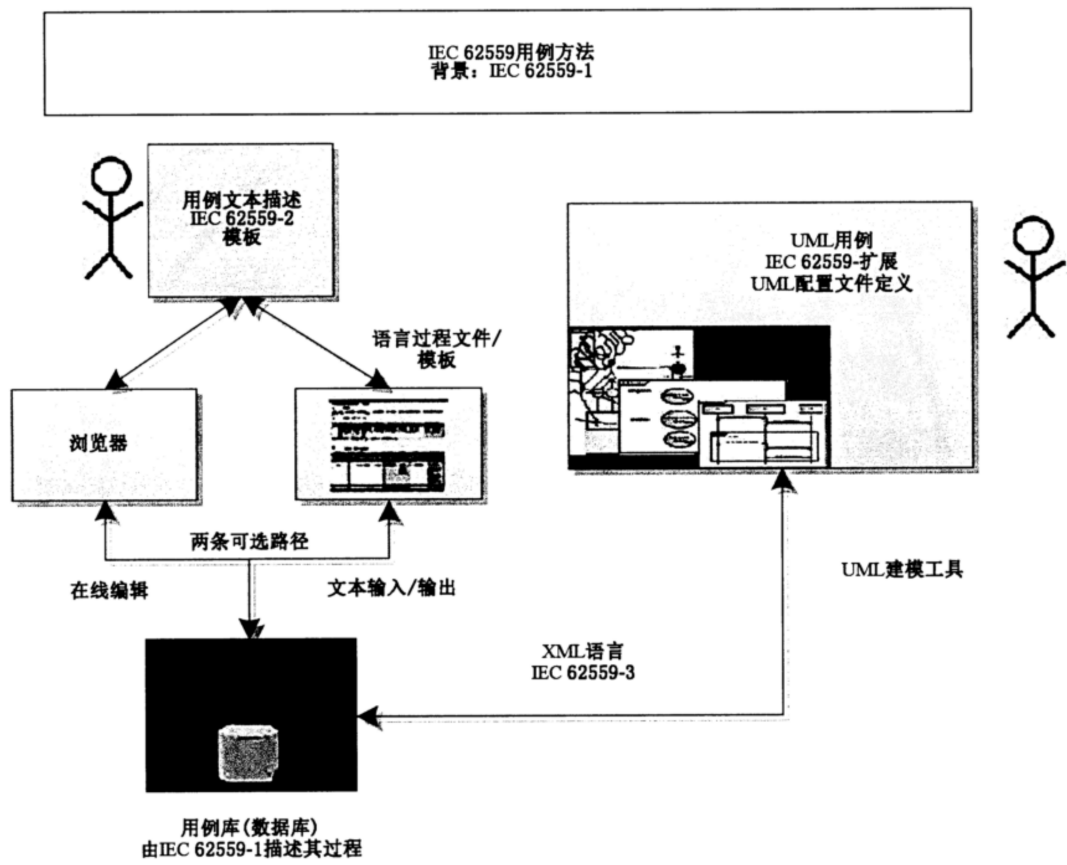 IEC 62559用例方法
背景：IEC 62559-1
用例文本描述
IEC 62559-2
模板
UML用例
IEC 62559-扩展
UML配置文件定义
语言过程文件/
模板
浏览器
两条可选路径
在线编辑
文本输入/输出
UML建模工具
XML语言
IEC 62559-3
用例库(数据库)
由IEC 62559-1描述其过程